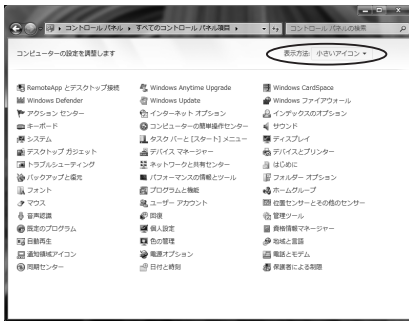 コントロール パネル ▸ すべてのコントロール パネル項目 ▸
コントロール パネルの検索
コンピューターの設定を調整します
表示方法: 小さいアイコン ▼
RemoteApp とデスクトップ接続 Windows Anytime Upgrade Windows CardSpace
Windows Defender Windows Update Windows ファイアウォール
アクション センター インターネット オプション インデックスのオプション
キーボード コンピューターの簡単操作センター サウンド
システム タスク バーと [スタート] メニュー ディスプレイ
デスクトップ ガジェット デバイス マネージャー デバイスとプリンター
トラブルシューティング ネットワークと共有センター はじめに
バックアップと復元 パフォーマンスの情報とツール フォルダー オプション
フォント プログラムと機能 ホームグループ
マウス ユーザー アカウント 位置センサーとその他のセンサー
音声認識 回復 管理ツール
既定のプログラム 個人設定 資格情報マネージャー
自動再生 色の管理 地域と言語
通知領域アイコン 電源オプション 電話とモデム
同期センター 日付と時刻 保護者による制限